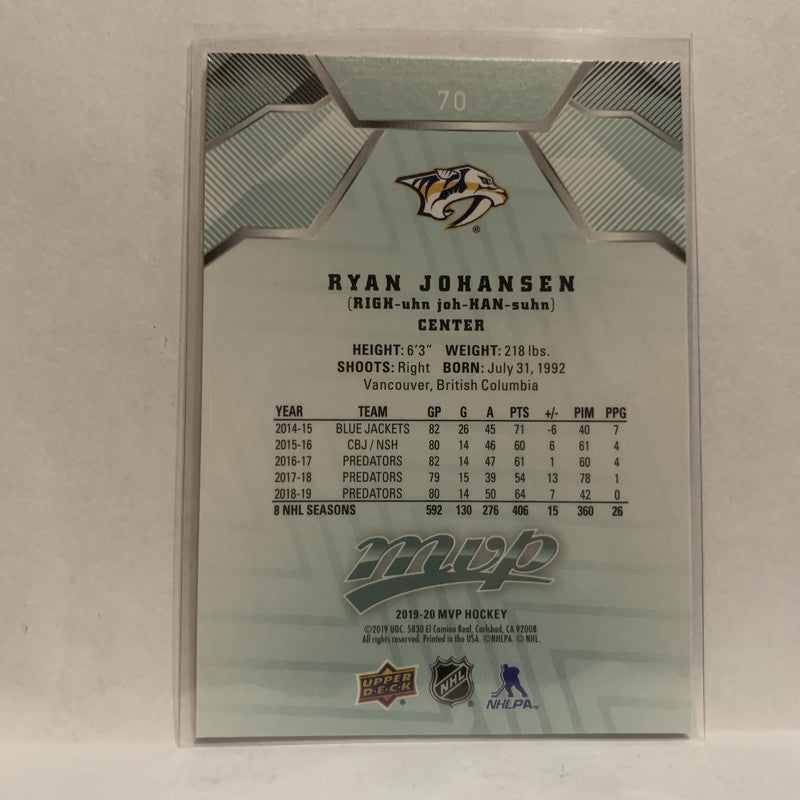 70
®
RYAN JOHANSEN
(RIGH-uhn joh-HAN-suhn)
CENTER
HEIGHT: 6'3" WEIGHT: 218 lbs.
SHOOTS: Right BORN: July 31, 1992
Vancouver, British Columbia
YEAR TEAM GP G A PTS +/- PIM PPG
2014-15 BLUE JACKETS 82 26 45 71 -6 40 7
2015-16 CBJ / NSH 80 14 46 60 6 61 4
2016-17 PREDATORS 82 14 47 61 1 60 4
2017-18 PREDATORS 79 15 39 54 13 78 1
2018-19 PREDATORS 80 14 50 64 7 42 0
8 NHL SEASONS 592 130 276 406 15 360 26
mvp
2019-20 MVP HOCKEY
©2019 UDC. 5830 El Camino Real, Carlsbad, CA 92008.
All rights reserved. Printed in the USA. ©NHLPA. © NHL.
UPPER DECK ® NHL ® NHLPA™